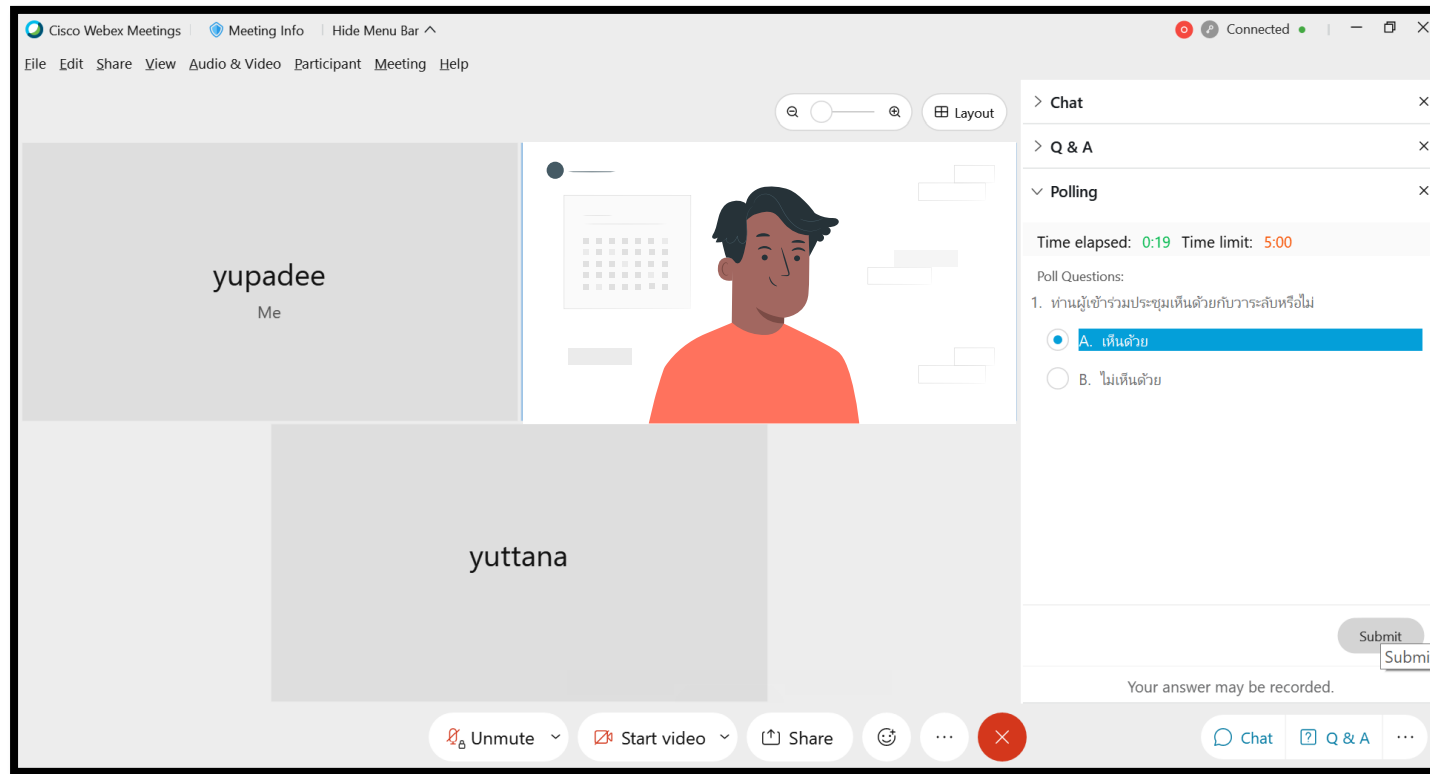 Cisco Webex Meetings Meeting Info Hide Menu Bar Connected
File Edit Share View Audio & Video Participant Meeting Help
Layout
yupadee
Me
yuttana
Chat
Q & A
Polling
Time elapsed: 0:19 Time limit: 5:00
Poll Questions:
1. ท่านผู้เข้าร่วมประชุมเห็นด้วยกับวาระลับหรือไม่
A. เห็นด้วย
B. ไม่เห็นด้วย
Submit
Submi
Your answer may be recorded.
Unmute Start video Share Chat Q & A